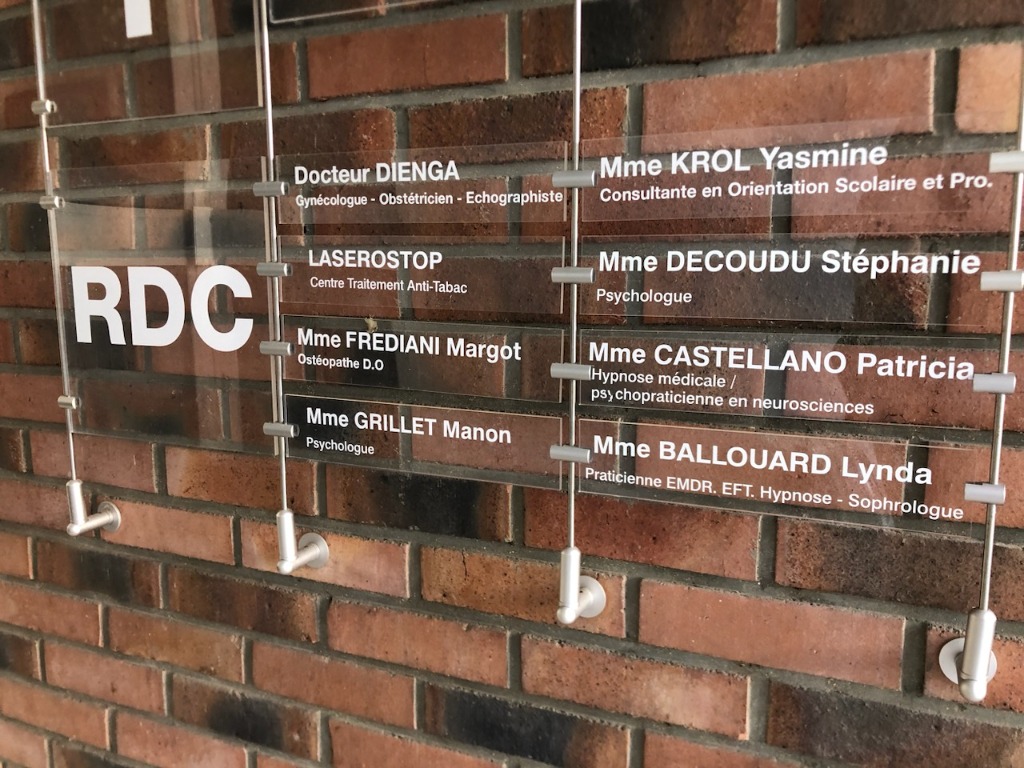 RDC
Docteur DIENGA
Gynécologue - Obstétricien - Echographiste
LASEROSTOP
Centre Traitement Anti-Tabac
Mme FREDIANI Margot
Ostéopathe D.O
Mme GRILLET Manon
Psychologue
Mme KROL Yasmine
Consultante en Orientation Scolaire et Pro.
Mme DECOUDU Stéphanie
Psychologue
Mme CASTELLANO Patricia
Hypnose médicale /
psychopraticienne en neurosciences
Mme BALLOUARD Lynda
Praticienne EMDR. EFT. Hypnose - Sophrologue